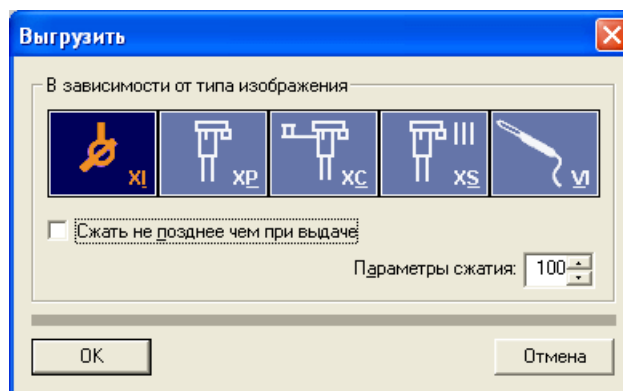 Выгрузить
В зависимости от типа изображения
XI XP XC XS VI
Сжать не позднее чем при выдаче
Параметры сжатия: 100
OK Отмена